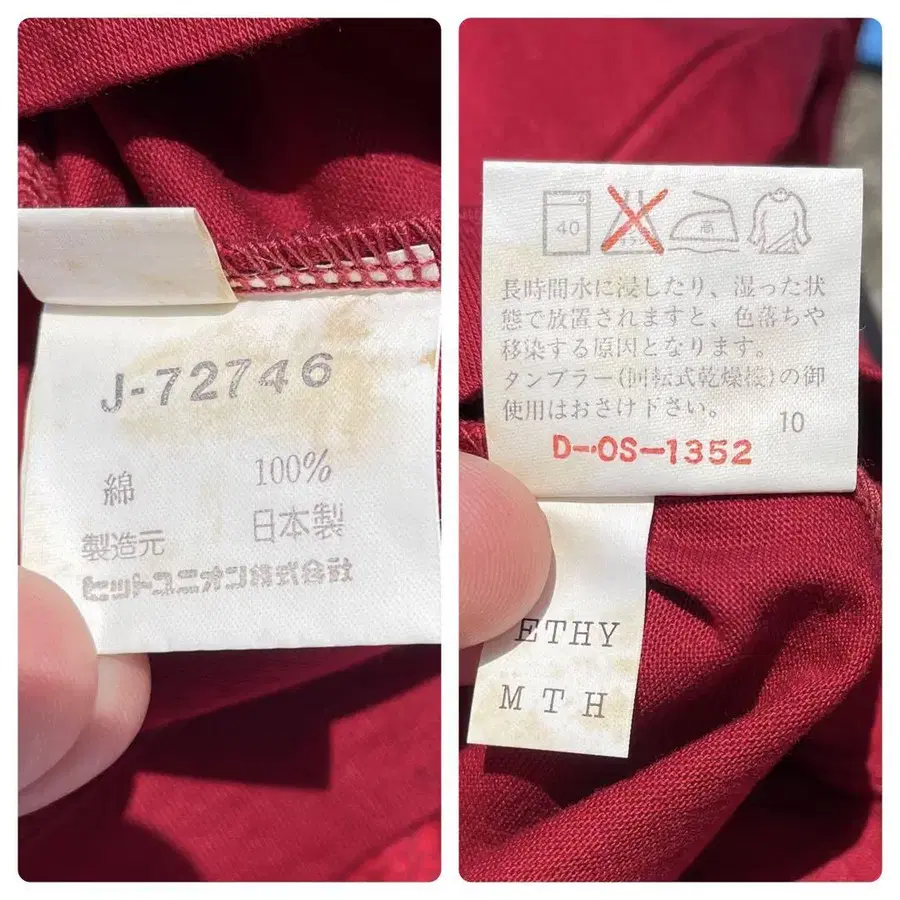 J-72746
綿 100%
製造元 日本製
ヒットユニオン株式会社
40
高
長時間水に浸したり、湿った状
態で放置されますと、色落ちや
移染する原因となります。
タンブラー(回転式乾燥機)の御
使用はおさけ下さい。
10
D-OS-1352
ETHY
M T H